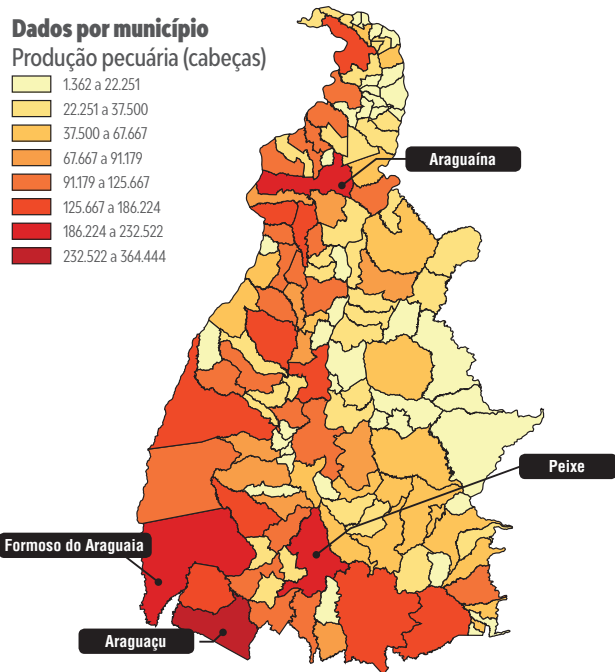 Dados por município
Produção pecuária (cabeças)
1.362 a 22.251
22.251 a 37.500
37.500 a 67.667
67.667 a 91.179
91.179 a 125.667
125.667 a 186.224
186.224 a 232.522
232.522 a 364.444
Araguaína
Peixe
Formoso do Araguaia
Araguaçu